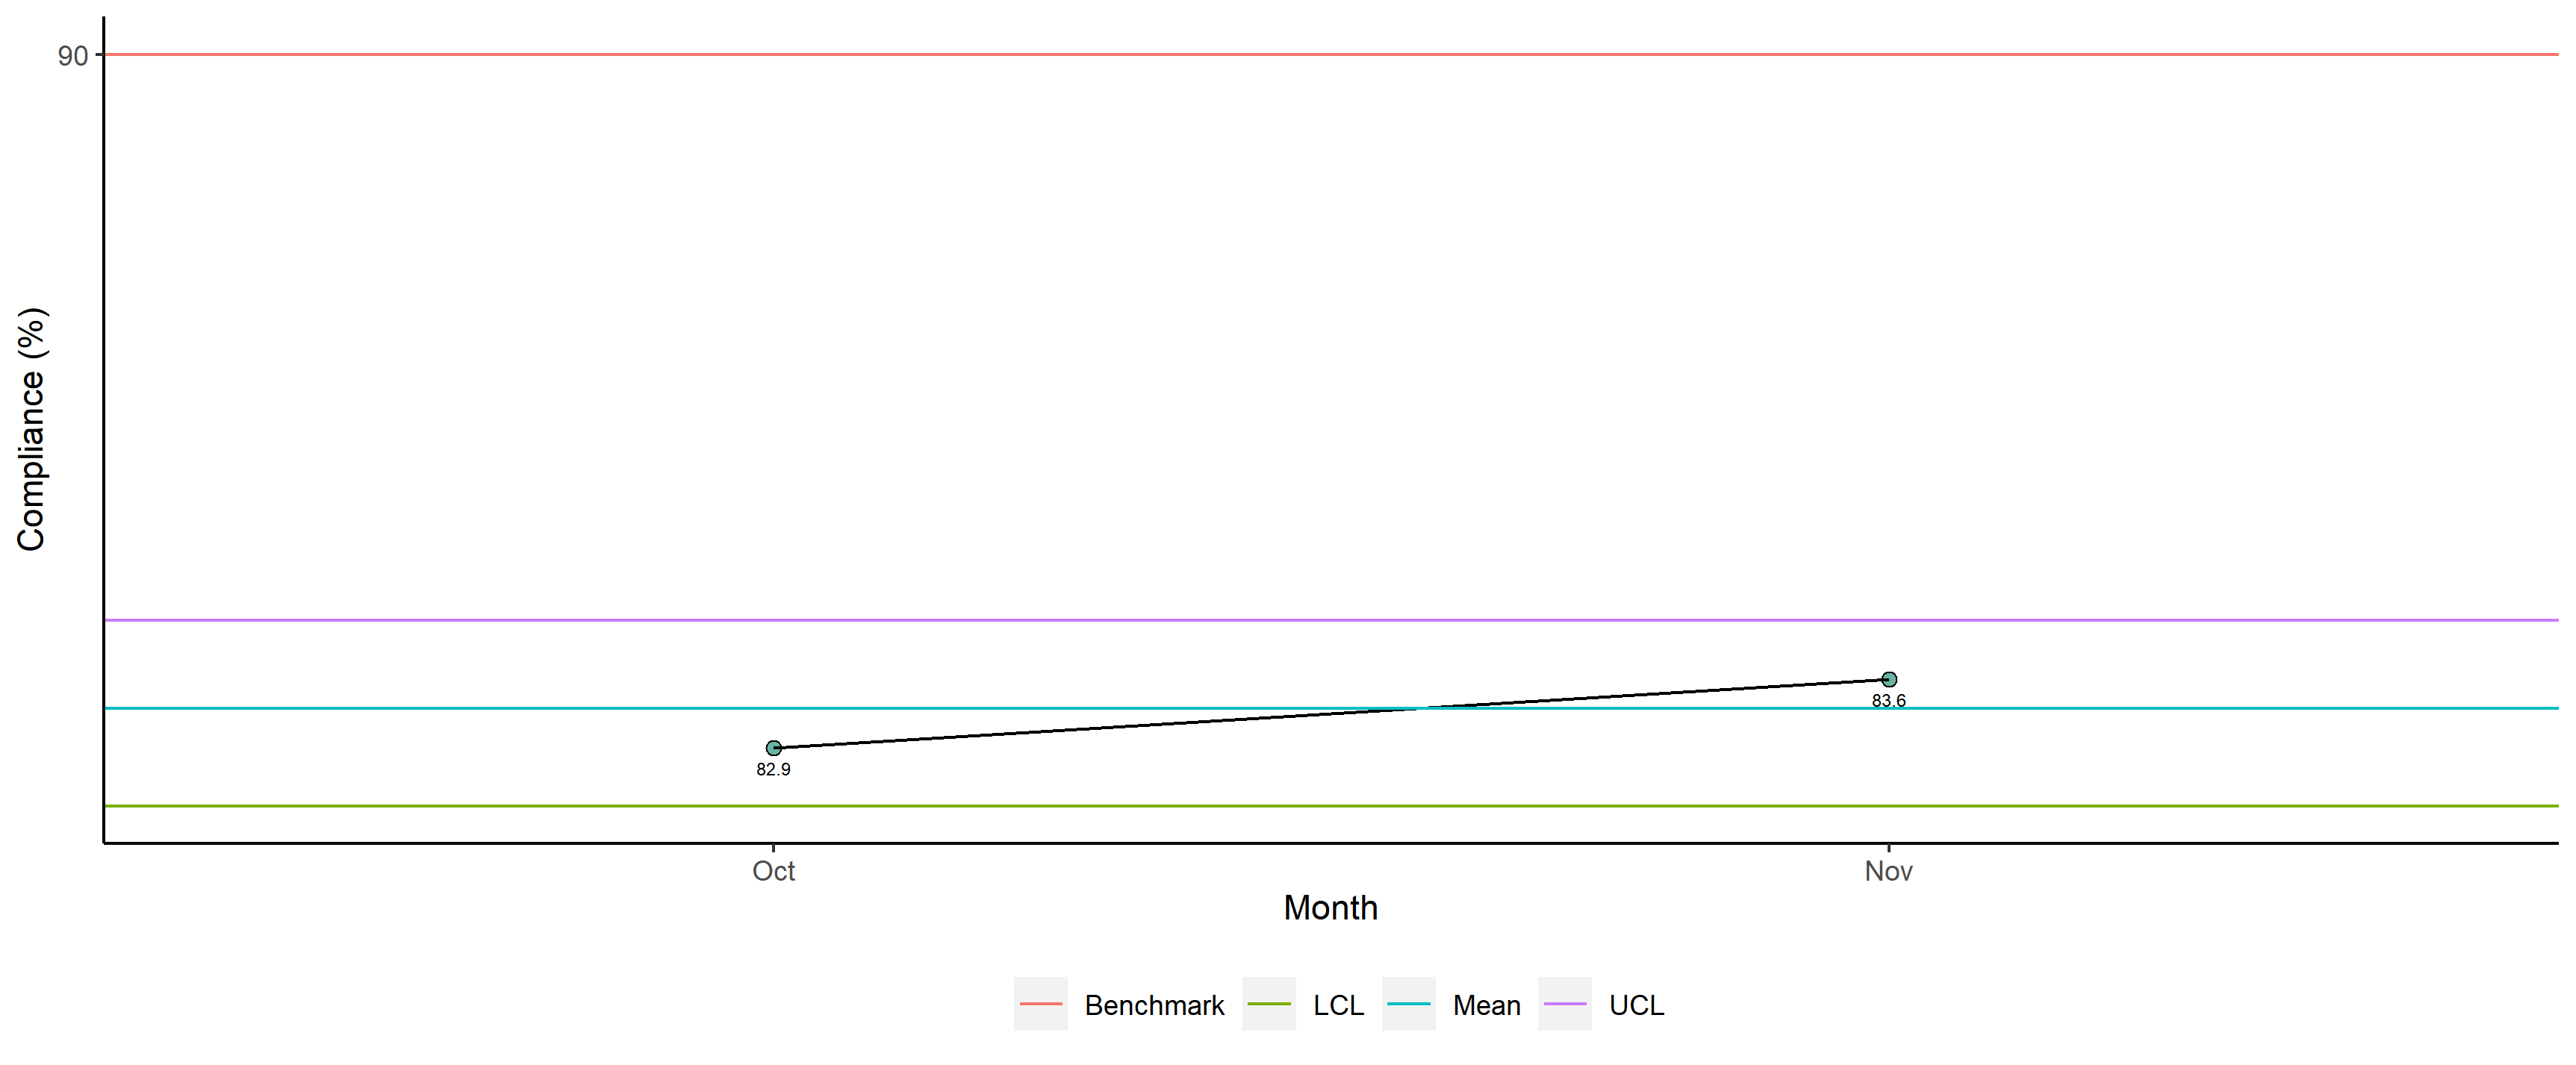 90
Compliance (%)
82.9
83.6
Oct Nov
Month
Benchmark LCL Mean UCL